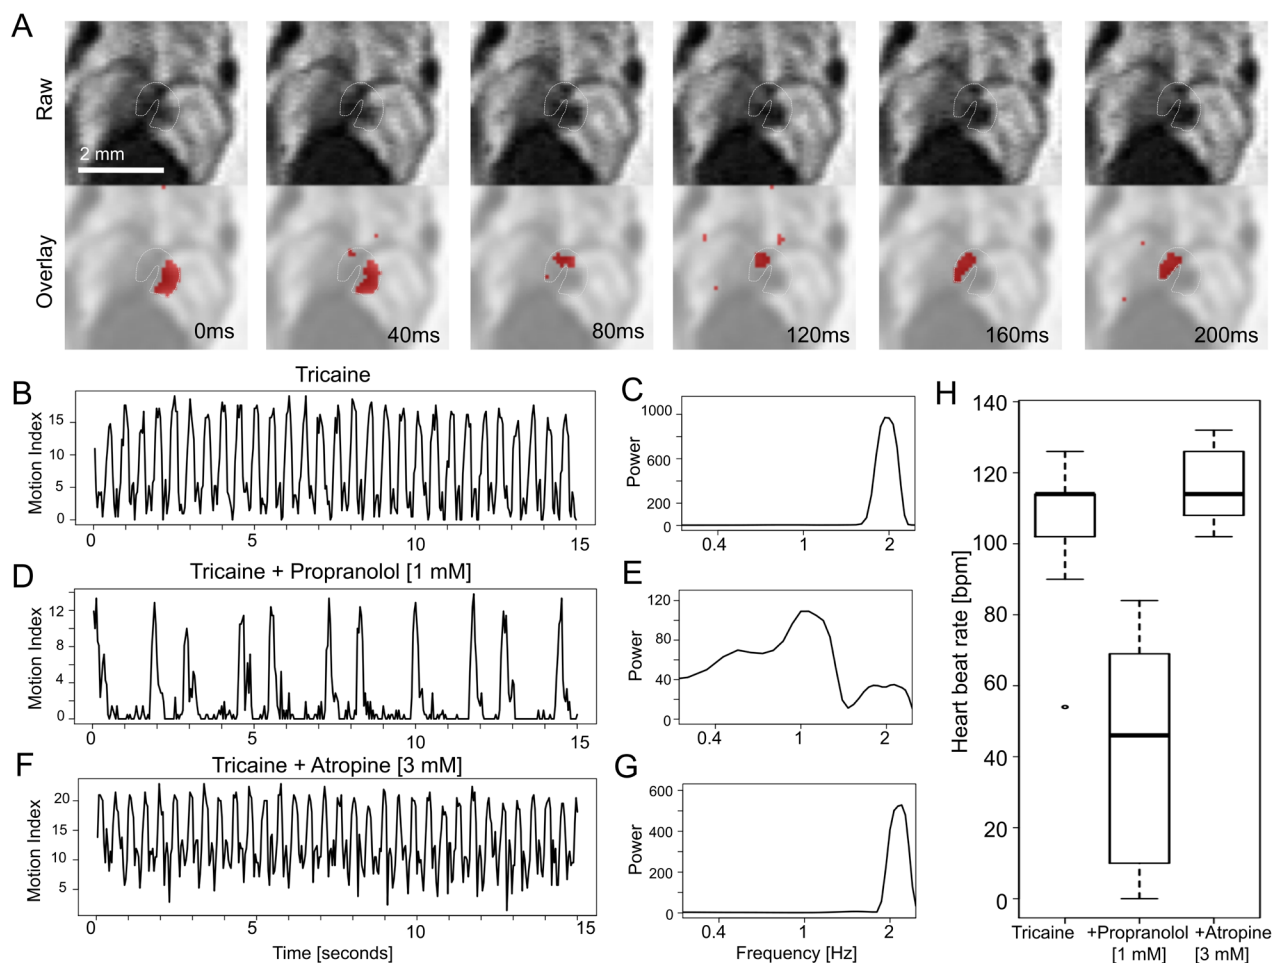 A
Raw
2 mm
Overlay
0ms
40ms
80ms
120ms
160ms
200ms
B
Tricaine
Motion Index
15
10
5
0
0
5
10
15
C
Power
1000
600
200
0
0.4
1
2
D
Tricaine + Propranolol [1 mM]
Motion Index
12
8
4
0
0
5
10
15
E
Power
120
80
40
0
0.4
1
2
F
Tricaine + Atropine [3 mM]
Motion Index
20
15
10
5
0
5
10
15
Time [seconds]
G
Power
600
400
200
0
0.4
1
2
Frequency [Hz]
H
Heart beat rate [bpm]
140
120
100
80
60
40
20
0
Tricaine
+Propranolol
[1 mM]
+Atropine
[3 mM]